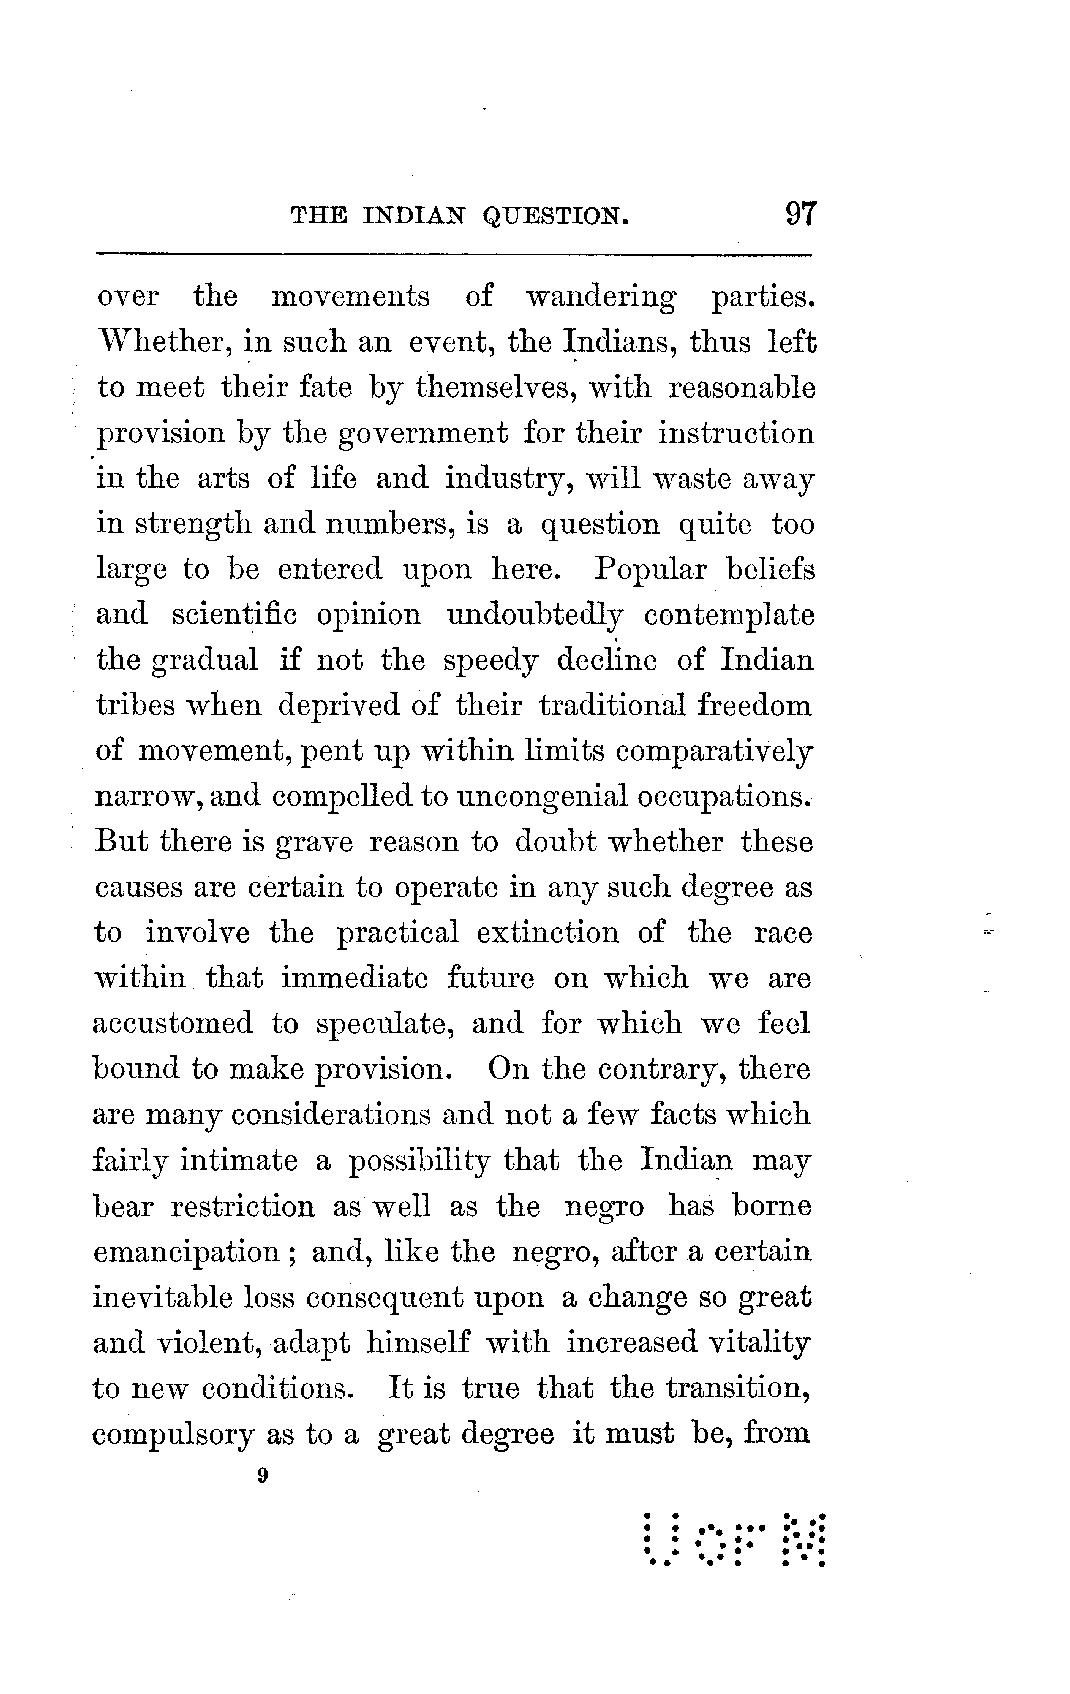 THE INDIAN QUESTION. 97
over the movements of wandering parties.
Whether, in such an event, the Indians, thus left
to meet their fate by themselves, with reasonable
provision by the government for their instruction
in the arts of life and industry, will waste away
in strength and numbers, is a question quite too
large to be entered upon here. Popular beliefs
and scientific opinion undoubtedly contemplate
the gradual if not the speedy decline of Indian
tribes when deprived of their traditional freedom
of movement, pent up within limits comparatively
narrow, and compelled to uncongenial occupations.
But there is grave reason to doubt whether these
causes are certain to operate in any such degree as
to involve the practical extinction of the race
within that immediate future on which we are
accustomed to speculate, and for which we feel
bound to make provision. On the contrary, there
are many considerations and not a few facts which
fairly intimate a possibility that the Indian may
bear restriction as well as the negro has borne
emancipation ; and, like the negro, after a certain
inevitable loss consequent upon a change so great
and violent, adapt himself with increased vitality
to new conditions. It is true that the transition,
compulsory as to a great degree it must be, from
9
U OF M